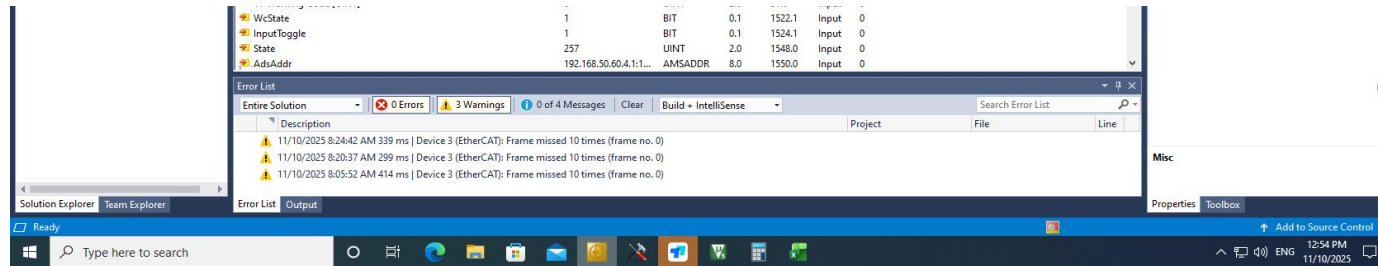 WcState 1 BIT 0.1 1522.1 Input 0
InputToggle 1 BIT 0.1 1524.1 Input 0
State 257 UINT 2.0 1548.0 Input 0
AdsAddr 192.168.50.60.4.1:1... AMSADDR 8.0 1550.0 Input 0
Error List
Entire Solution 0 Errors 3 Warnings 0 of 4 Messages Clear Build + IntelliSense Search Error List
Description Project File Line
11/10/2025 8:24:42 AM 339 ms | Device 3 (EtherCAT): Frame missed 10 times (frame no. 0)
11/10/2025 8:20:37 AM 299 ms | Device 3 (EtherCAT): Frame missed 10 times (frame no. 0)
11/10/2025 8:05:52 AM 414 ms | Device 3 (EtherCAT): Frame missed 10 times (frame no. 0)
Misc
Solution Explorer Team Explorer Error List Output Properties Toolbox
Ready Add to Source Control
Type here to search ENG 12:54 PM
11/10/2025